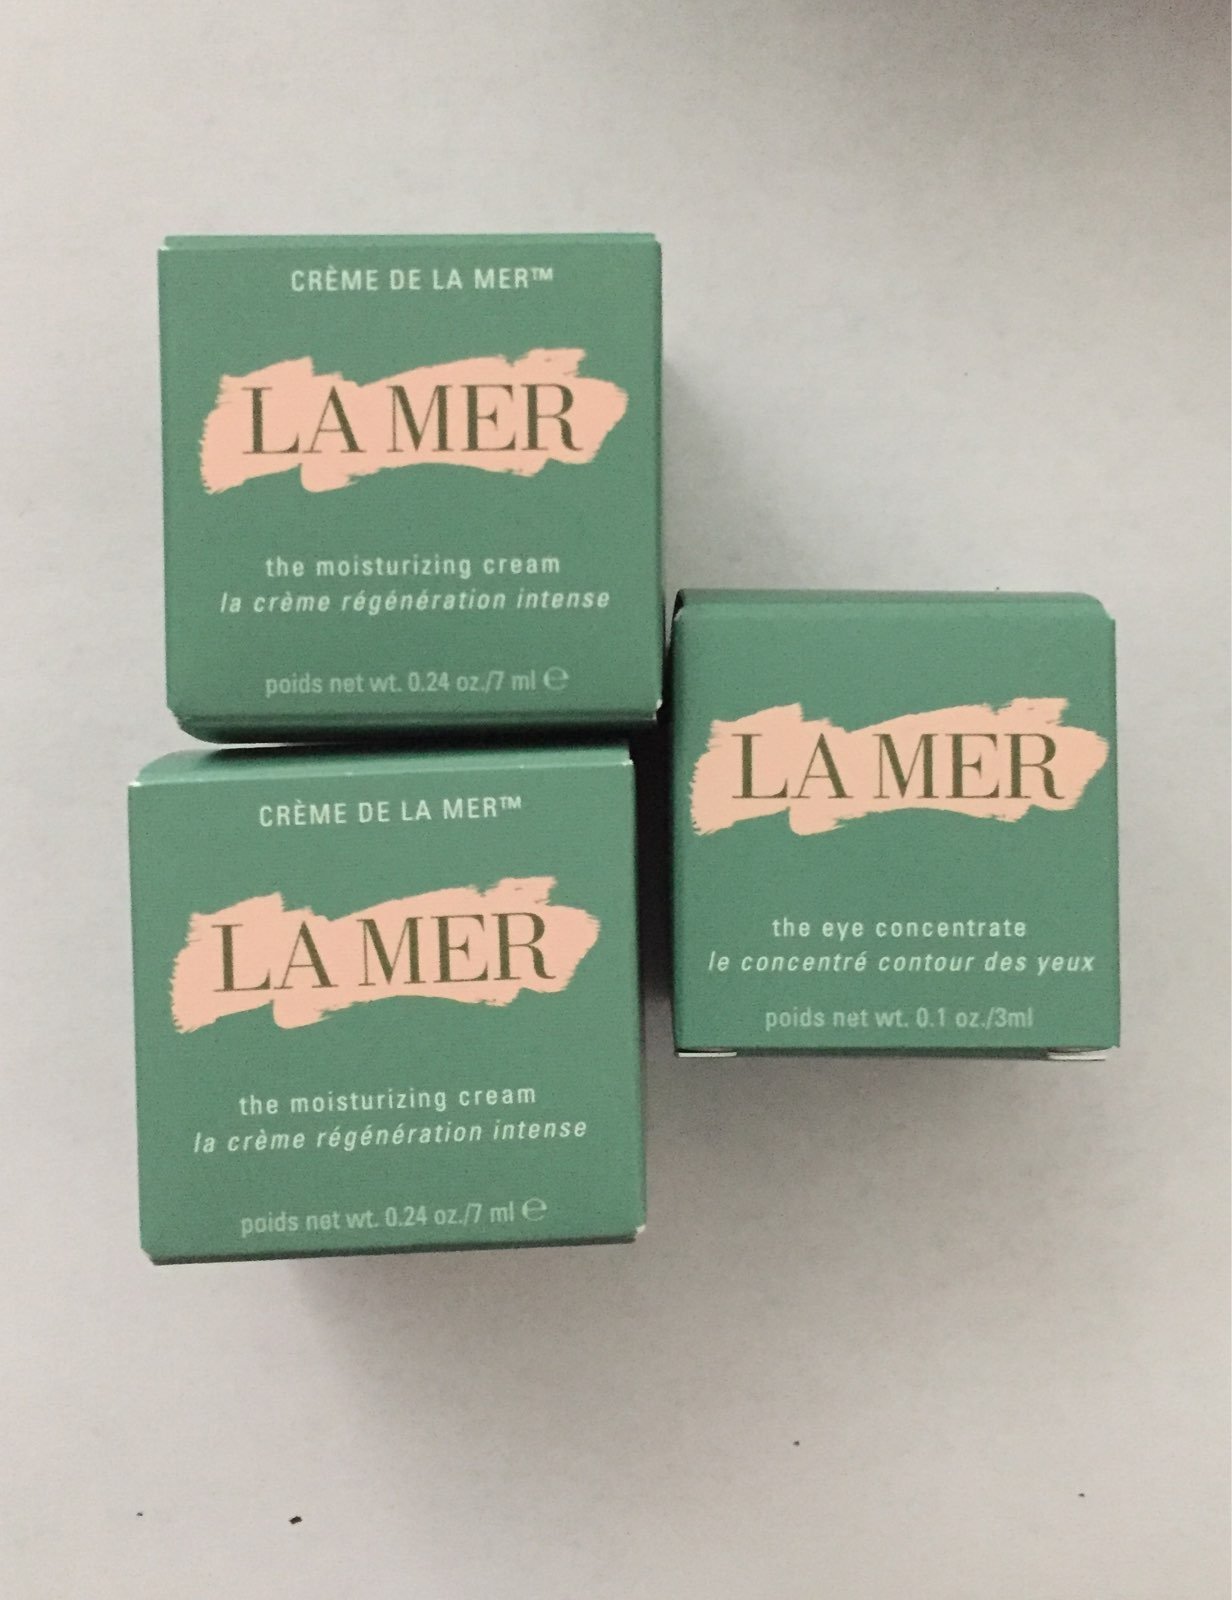 CRÈME DE LA MER™
LA MER
the moisturizing cream
la crème régénération intense
poids net wt. 0.24 oz./7 ml ℮
LA MER
the eye concentrate
le concentré contour des yeux
poids net wt. 0.1 oz./3ml
CRÈME DE LA MER™
LA MER
the moisturizing cream
la crème régénération intense
poids net wt. 0.24 oz./7 ml ℮